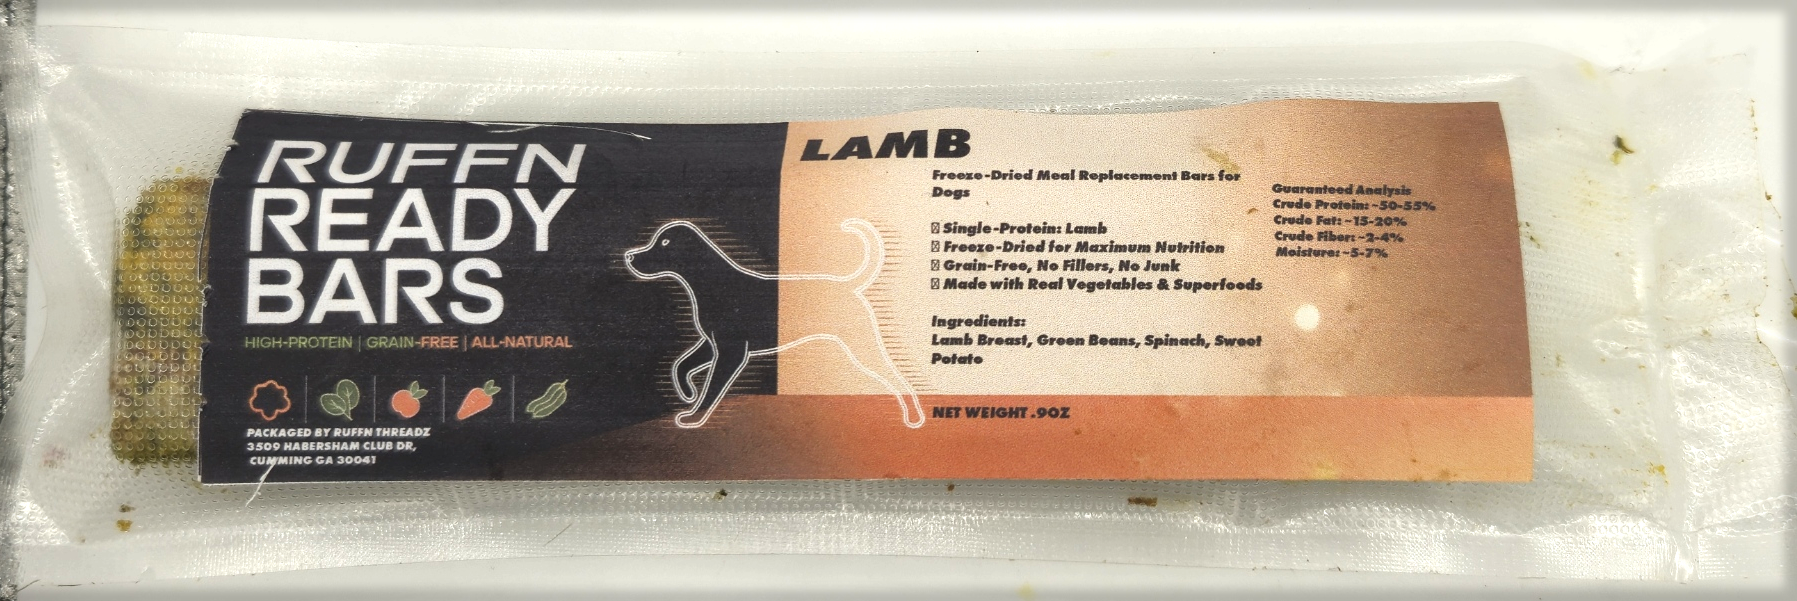 RUFFN
READY
BARS
HIGH-PROTEIN | GRAIN-FREE | ALL-NATURAL
PACKAGED BY RUFFN THREADZ
3509 HABERSHAM CLUB DR,
CUMMING GA 30041
LAMB
Freeze-Dried Meal Replacement Bars for
Dogs
Single-Protein: Lamb
Freeze-Dried for Maximum Nutrition
Grain-Free, No Fillers, No Junk
Made with Real Vegetables & Superfoods
Ingredients:
Lamb Breast, Green Beans, Spinach, Sweet
Potato
NET WEIGHT .9OZ
Guaranteed Analysis
Crude Protein: ~50-55%
Crude Fat: ~15-20%
Crude Fiber: ~2-4%
Moisture: ~5-7%